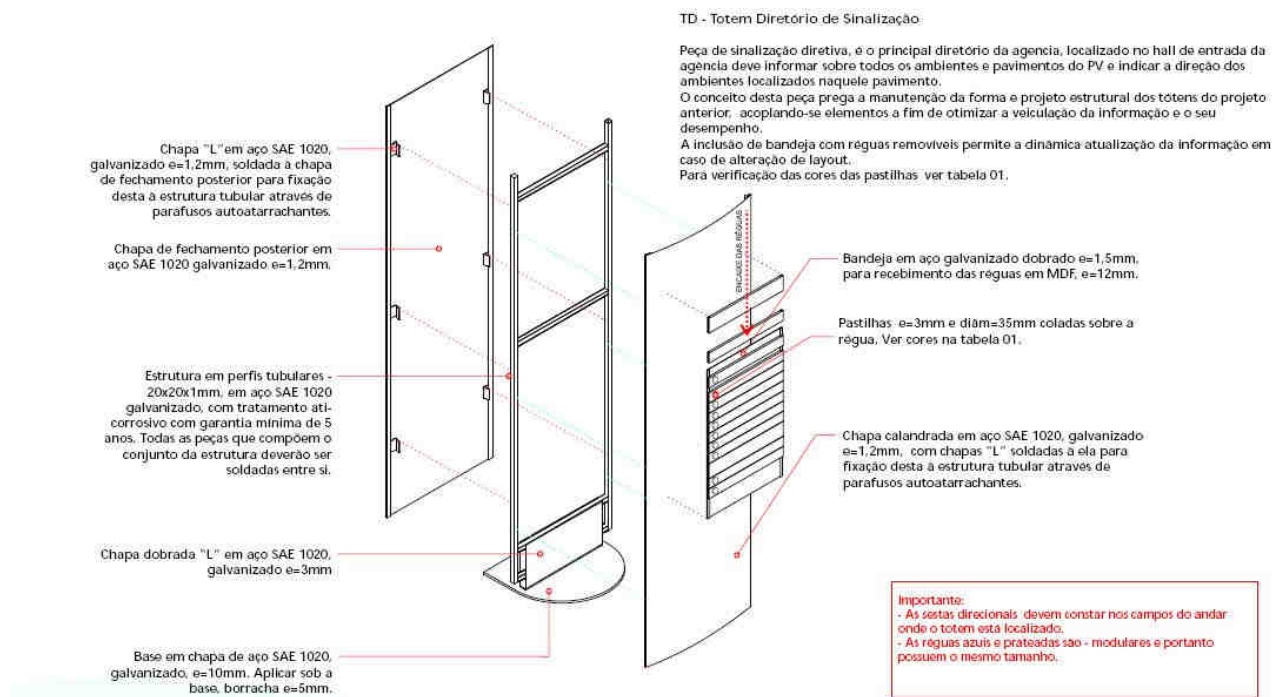 TD - Totem Diretório de Sinalização
Peça de sinalização diretiva, é o principal diretório da agencia, localizado no hall de entrada da
agência deve informar sobre todos os ambientes e pavimentos do PV e indicar a direção dos
ambientes localizados naquele pavimento.
O conceito desta peça prega a manutenção da forma e projeto estrutural dos tótens do projeto
anterior, acoplando-se elementos a fim de otimizar a veiculação da informação e o seu
desempenho.
A inclusão de bandeja com réguas removíveis permite a dinâmica atualização da informação em
caso de alteração de layout.
Para verificação das cores das pastilhas ver tabela 01.
Chapa "L"em aço SAE 1020,
galvanizado e=1,2mm, soldada à chapa
de fechamento posterior para fixação
desta à estrutura tubular através de
parafusos autoatarrachantes.
Chapa de fechamento posterior em
aço SAE 1020 galvanizado e=1,2mm.
Estrutura em perfis tubulares -
20x20x1mm, em aço SAE 1020
galvanizado, com tratamento ati-
corrosivo com garantia mínima de 5
anos. Todas as peças que compõem o
conjunto da estrutura deverão ser
soldadas entre si.
Chapa dobrada "L" em aço SAE 1020,
galvanizado e=3mm
Base em chapa de aço SAE 1020,
galvanizado, e=10mm. Aplicar sob a
base, borracha e=5mm.
ENCAIXE DAS RÉGUAS
Bandeja em aço galvanizado dobrado e=1,5mm,
para recebimento das réguas em MDF, e=12mm.
Pastilhas e=3mm e diâm=35mm coladas sobre a
régua. Ver cores na tabela 01.
Chapa calandrada em aço SAE 1020, galvanizado
e=1,2mm, com chapas "L" soldadas à ela para
fixação desta à estrutura tubular através de
parafusos autoatarrachantes.
Importante:
- As sestas direcionais devem constar nos campos do andar
onde o totem está localizado.
- As réguas azuis e prateadas são - modulares e portanto
possuem o mesmo tamanho.